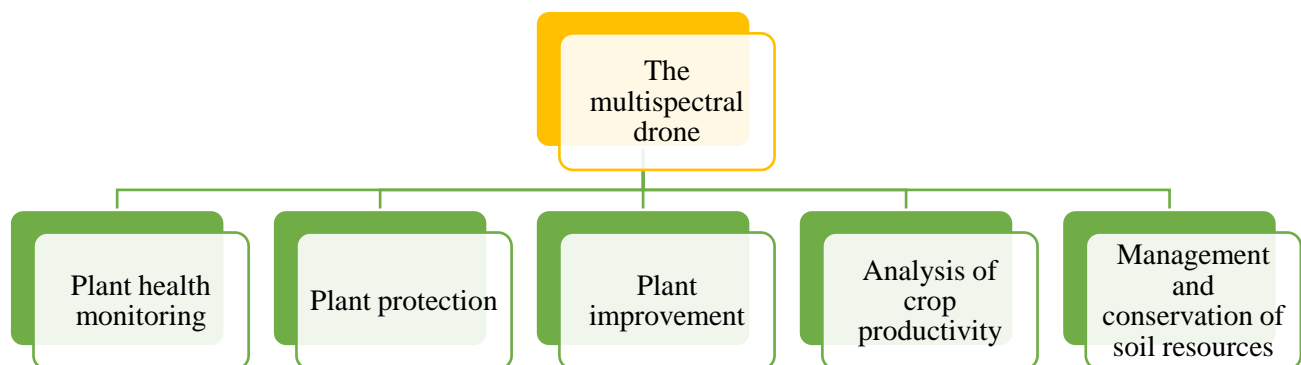 The
multispectral
drone
Plant health
monitoring
Plant protection
Plant
improvement
Analysis of
crop
productivity
Management
and
conservation of
soil resources